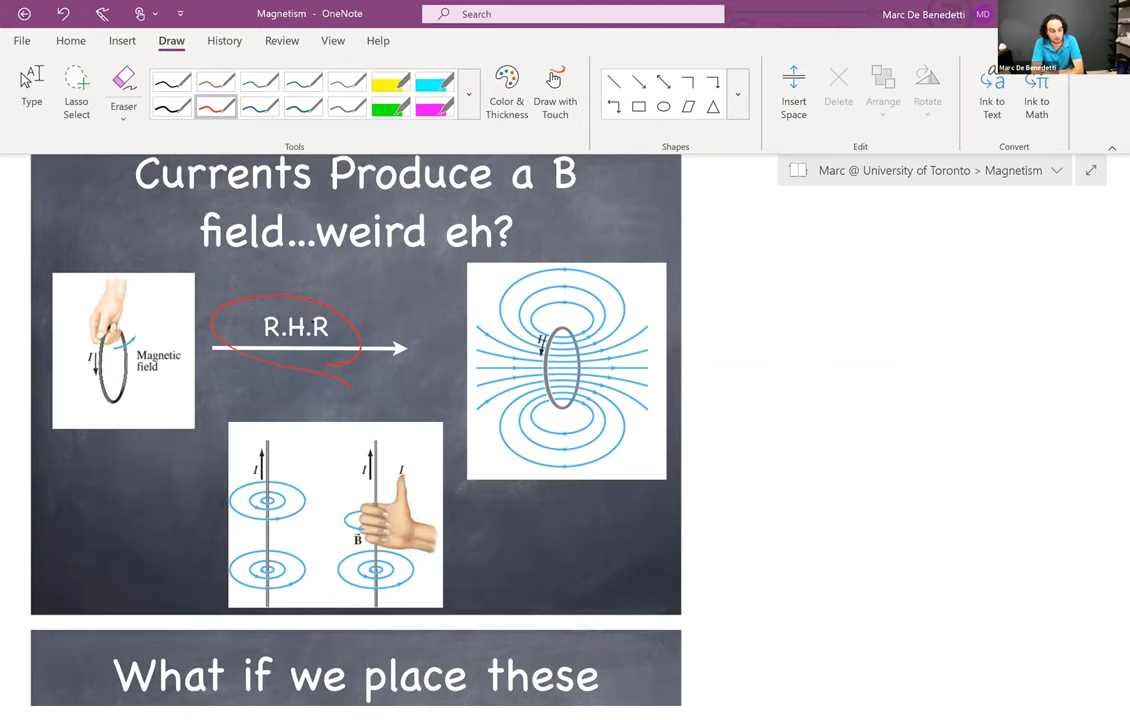 Magnetism - OneNote
Search
Marc De Benedetti
MD
File
Home
Insert
Draw
History
Review
View
Help
Marc De Benedetti
Type
Lasso
Select
Eraser
Color &
Thickness
Draw with
Touch
Insert
Space
Delete
Arrange
Rotate
Ink to
Text
Ink to
Math
Tools
Shapes
Edit
Convert
Marc @ University of Toronto > Magnetism
Currents Produce a B
field...weird eh?
I
Magnetic
field
R.H.R
I
I
I
I
B
What if we place these